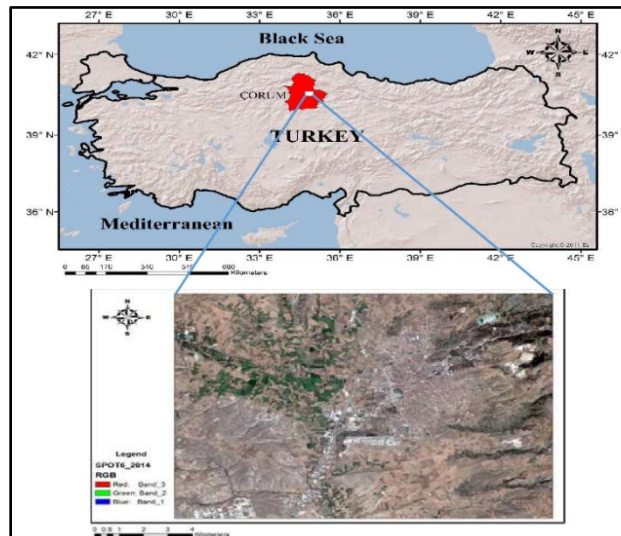 27°E 30°E 33°E 36°E 39°E 42°E 45°E
Black Sea
N
W E
S
42°N 42°N
ÇORUM
39°N 39°N
TURKEY
36°N 36°N
Mediterranean
27°E 30°E 33°E 36°E 39°E 42°E 45°E
Kilometers
N
W E
S
Legend
SPOT6_2014
RGB
Red: Band_3
Green: Band_2
Blue: Band_1
0 0.5 1 2 3 4
Kilometers